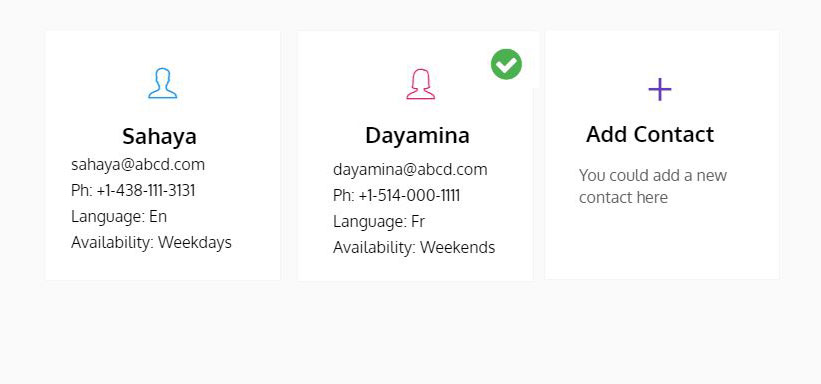 Sahaya
sahaya@abcd.com
Ph: +1-438-111-3131
Language: En
Availability: Weekdays
Dayamina
dayamina@abcd.com
Ph: +1-514-000-1111
Language: Fr
Availability: Weekends
Add Contact
You could add a new
contact here